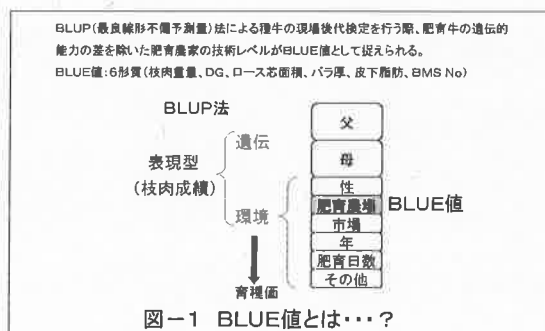 BLUP(最良線形不偏予測量)法による種牛の現場後代検定を行う際、肥育牛の遺伝的
能力の差を除いた肥育農家の技術レベルがBLUE値として捉えられる。
BLUE値:6形質(枝肉重量、DG、ロース芯面積、バラ厚、皮下脂肪、BMS No)
BLUP法
遺伝
表現型
(枝肉成績)
環境
育種価
父
母
性
肥育農場
市場
年
肥育日数
その他
BLUE値
図-1 BLUE値とは・・・?